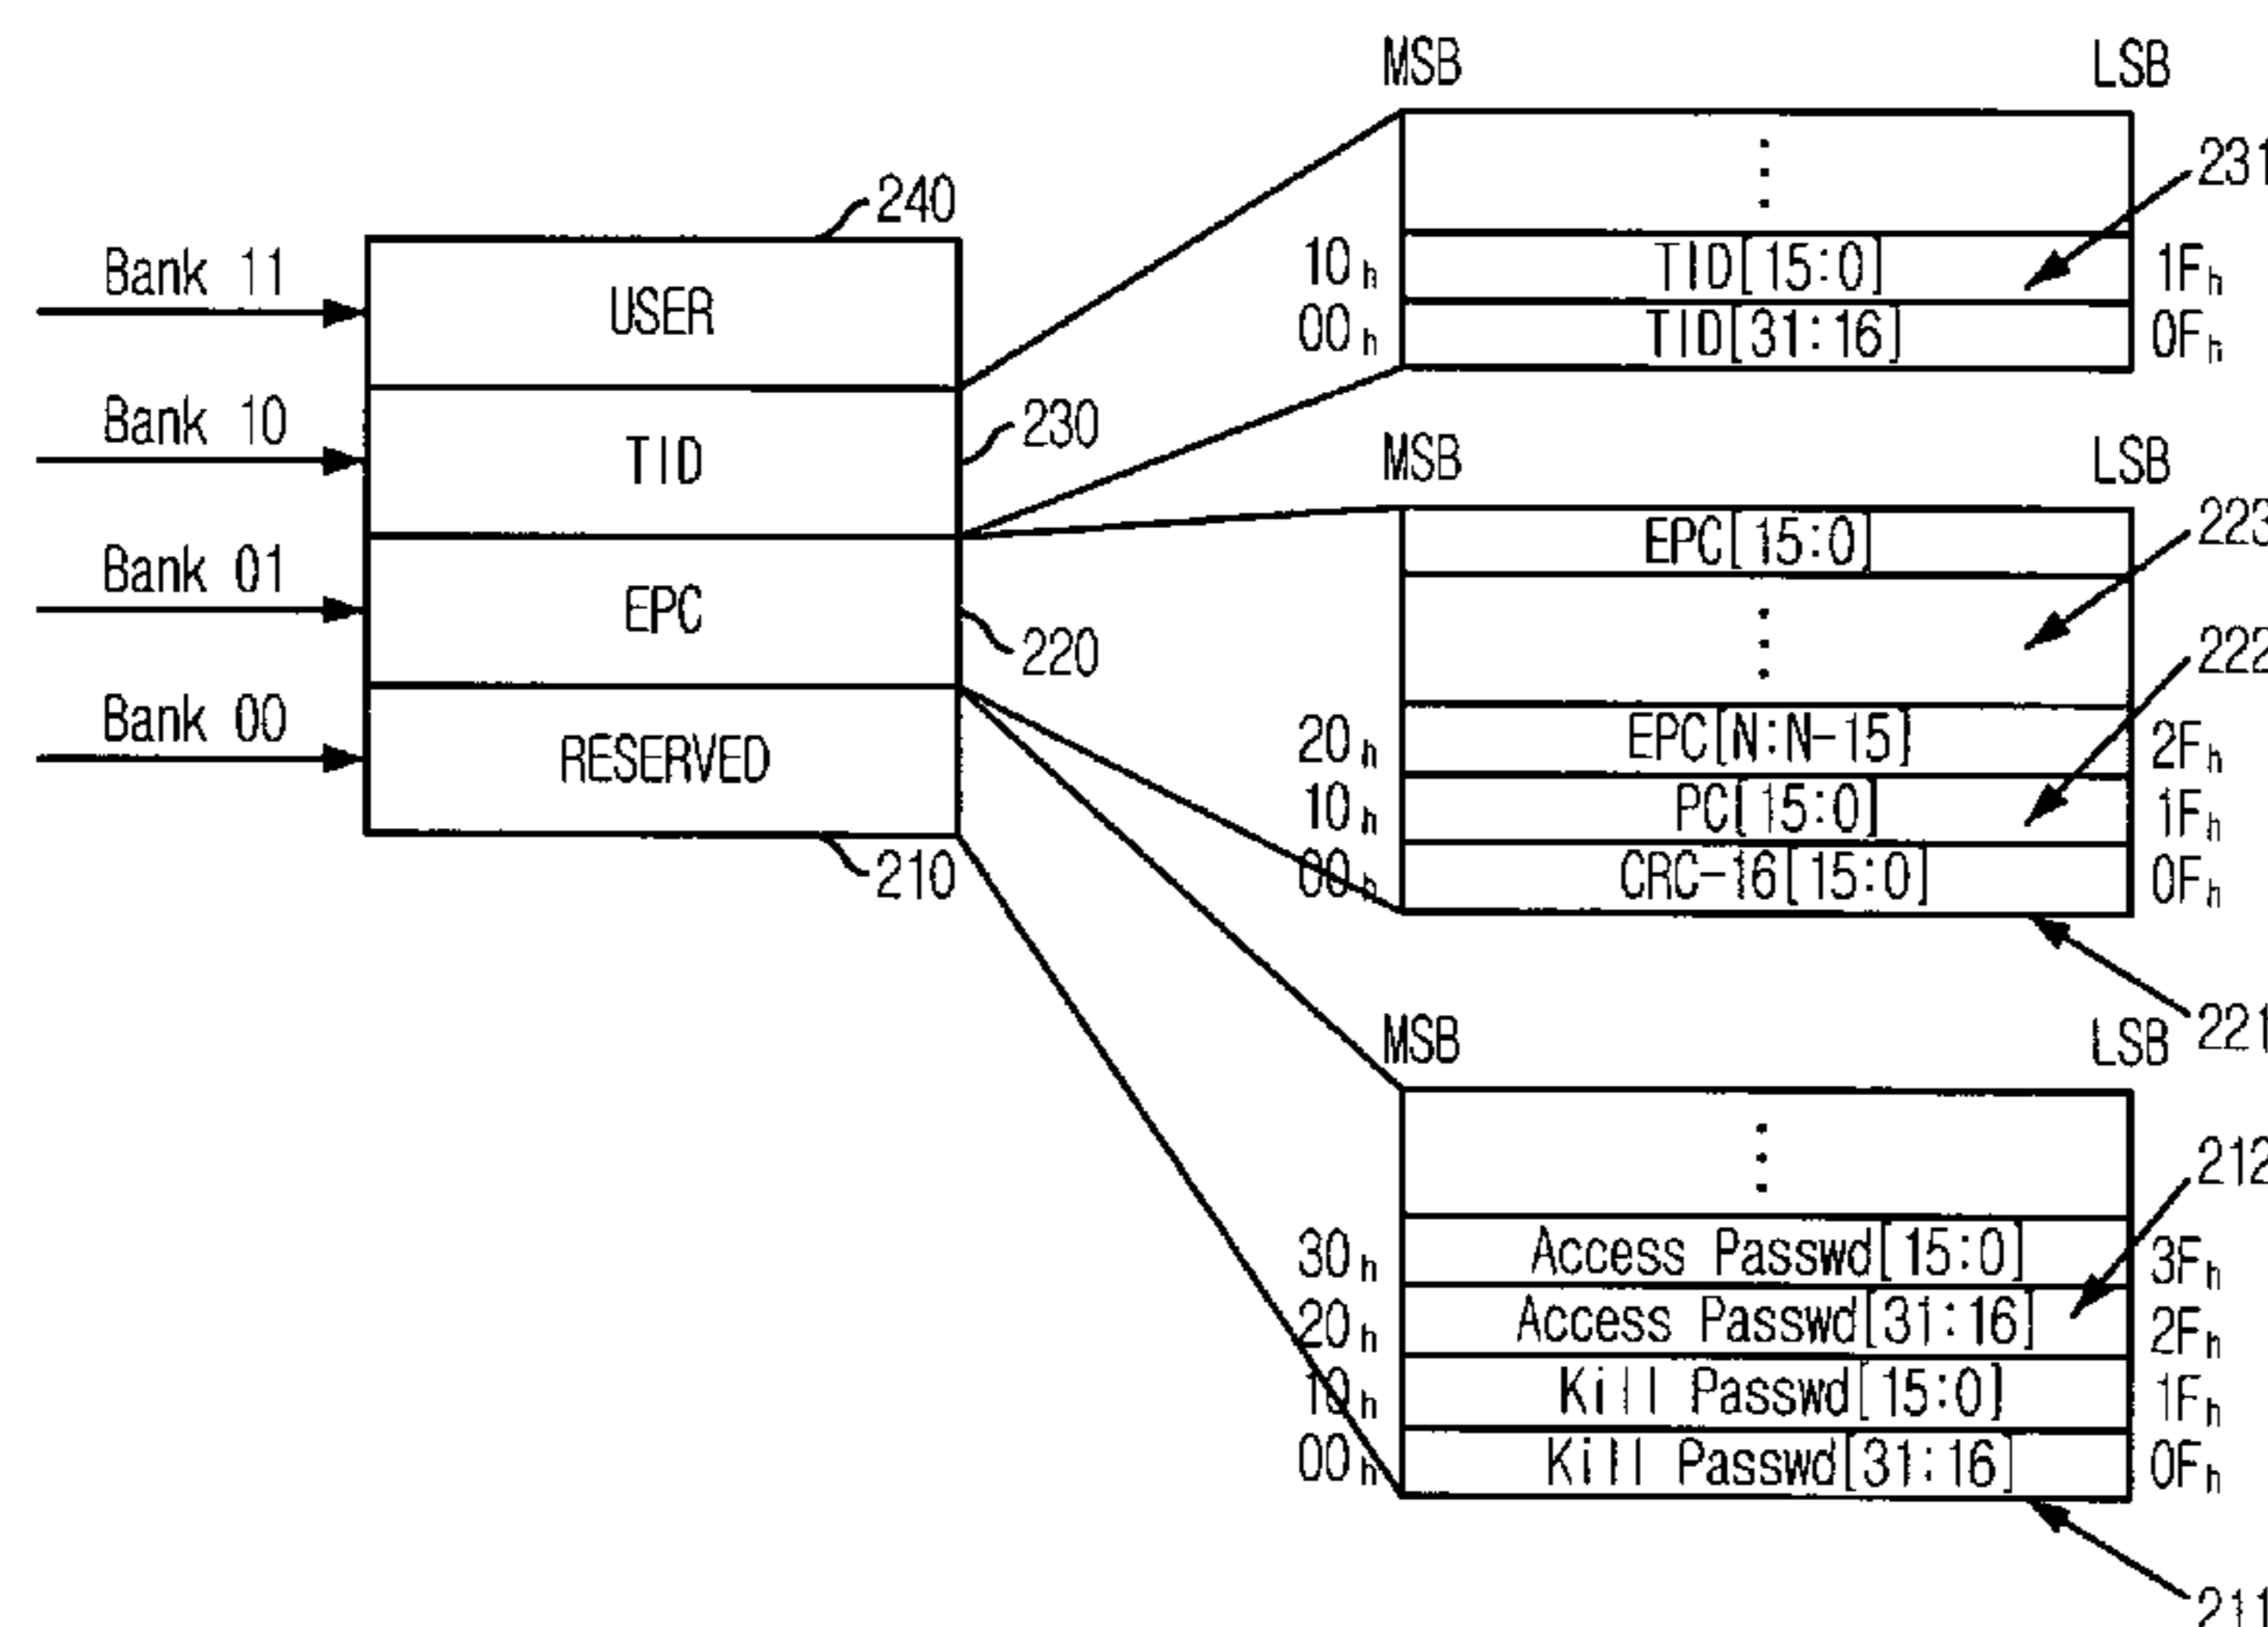 240
Bank 11
USER
Bank 10
TID
230
Bank 01
EPC
220
Bank 00
RESERVED
210
MSB LSB
231
10h TID[15:0] 1Fh
00h TID[31:16] 0Fh
MSB LSB
EPC[15:0]
223
222
20h EPC[N:N-15] 2Fh
10h PC[15:0] 1Fh
00h CRC-16[15:0] 0Fh
221
MSB LSB
212
30h Access Passwd[15:0] 3Fh
20h Access Passwd[31:16] 2Fh
10h Kill Passwd[15:0] 1Fh
00h Kill Passwd[31:16] 0Fh
211